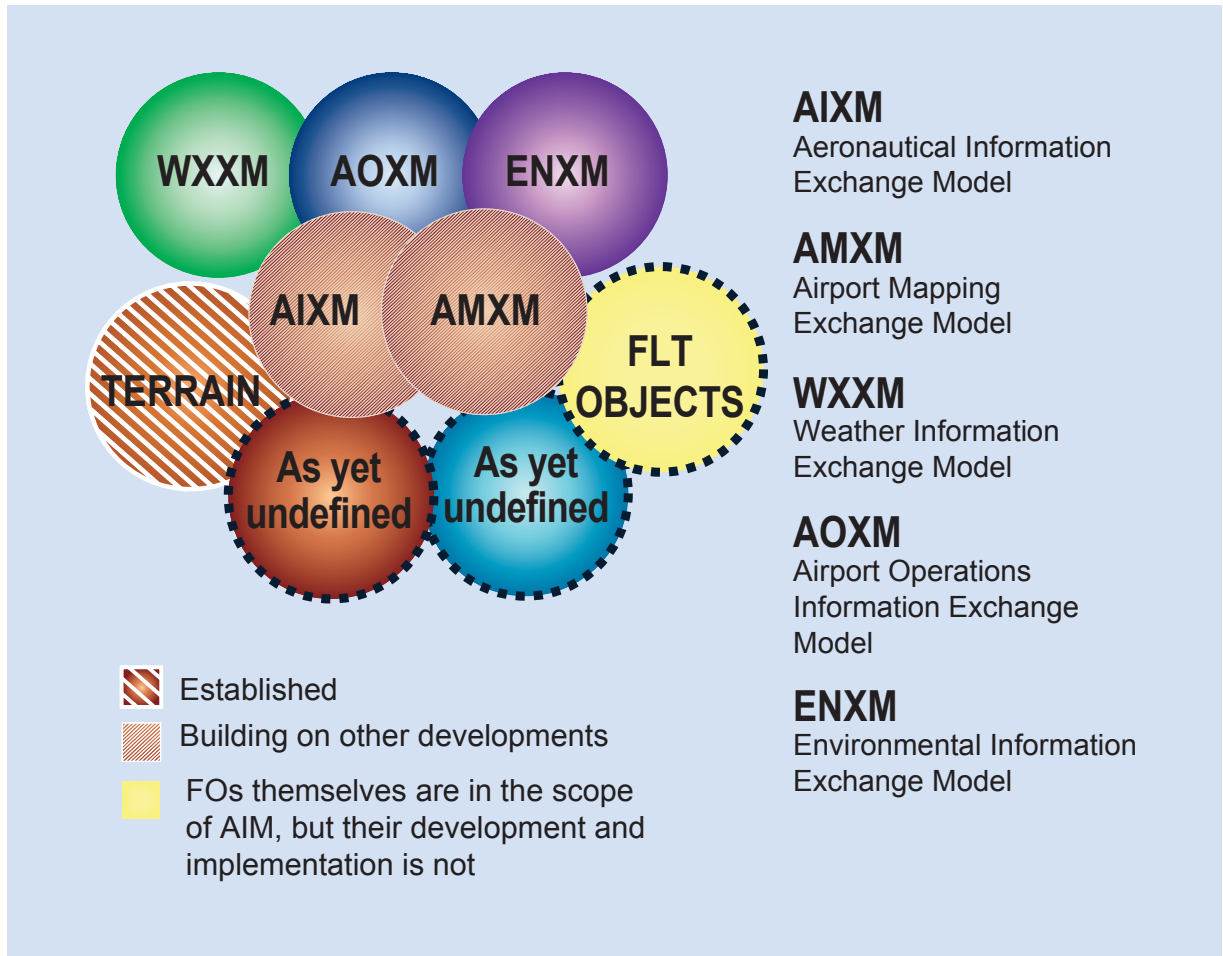 WXXM
AOXM
ENXM
AIXM
AMXM
TERRAIN
FLT
OBJECTS
As yet
undefined
As yet
undefined
Established
Building on other developments
FOs themselves are in the scope
of AIM, but their development and
implementation is not
AIXM
Aeronautical Information
Exchange Model
AMXM
Airport Mapping
Exchange Model
WXXM
Weather Information
Exchange Model
AOXM
Airport Operations
Information Exchange
Model
ENXM
Environmental Information
Exchange Model